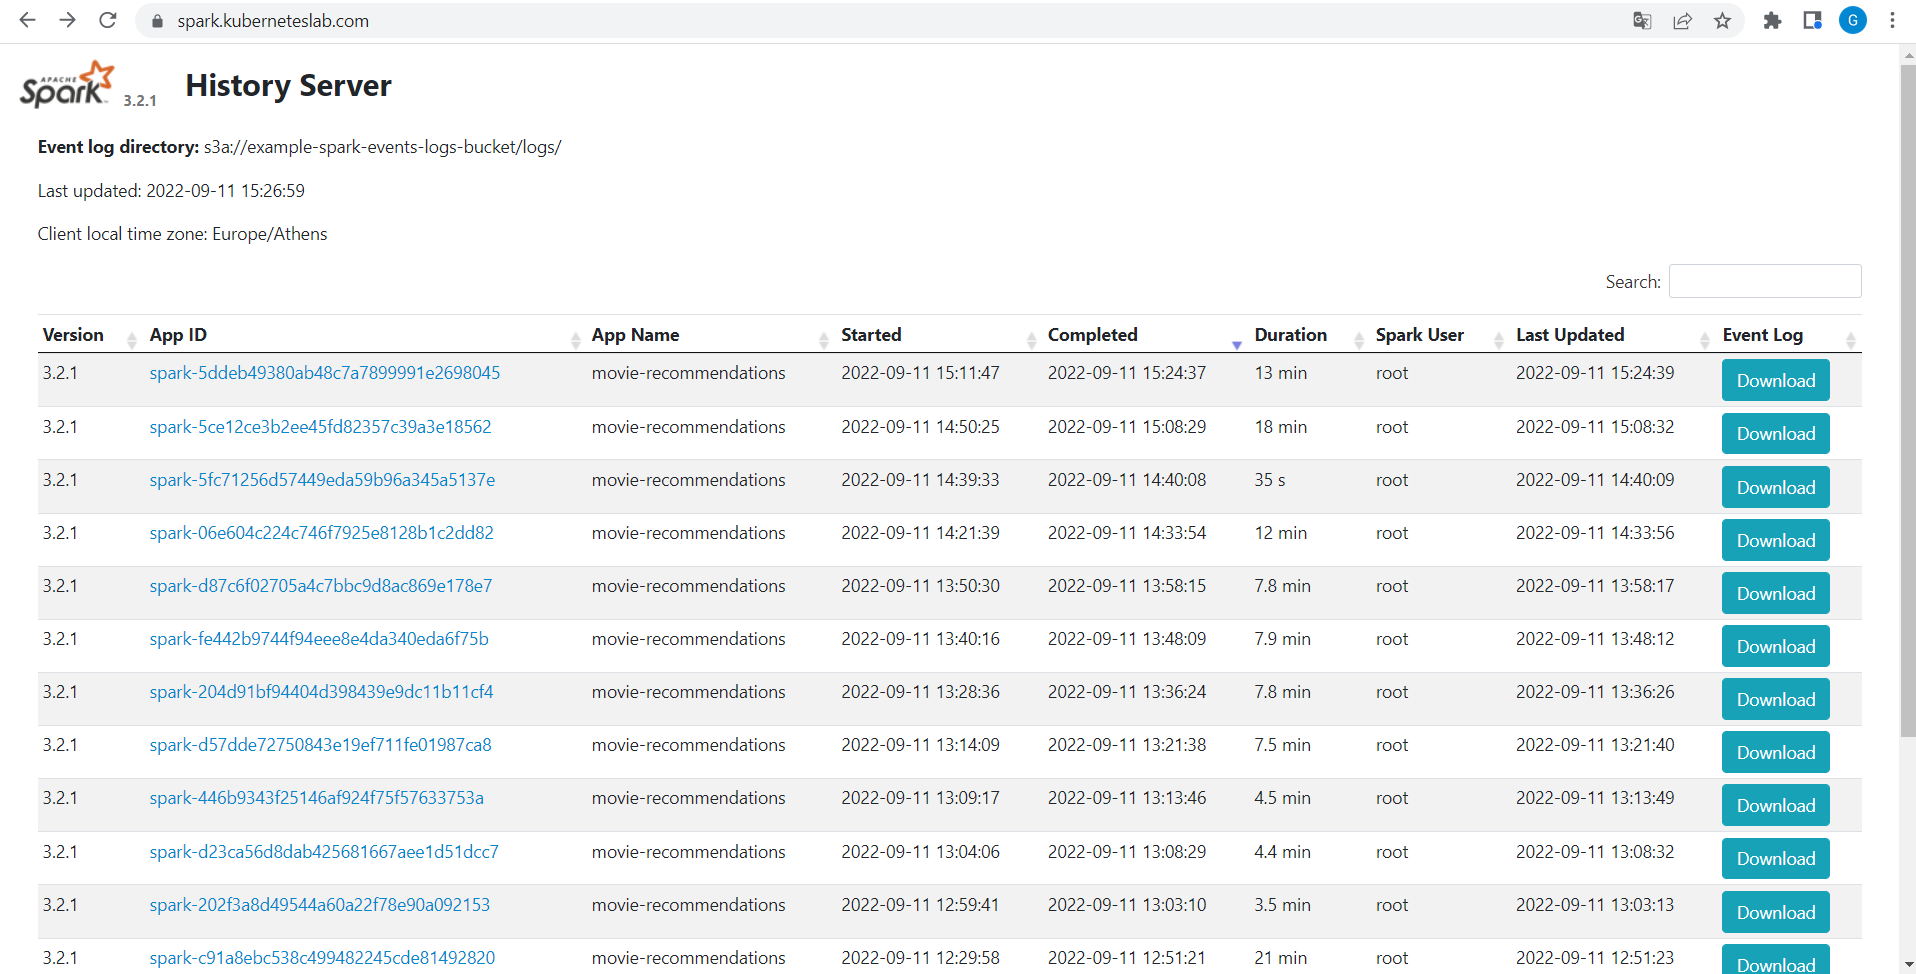 spark.kuberneteslab.com
G
APACHE Spark 3.2.1 History Server
Event log directory: s3a://example-spark-events-logs-bucket/logs/
Last updated: 2022-09-11 15:26:59
Client local time zone: Europe/Athens
Search:
Version App ID App Name Started Completed Duration Spark User Last Updated Event Log
3.2.1 spark-5ddeb49380ab48c7a7899991e2698045 movie-recommendations 2022-09-11 15:11:47 2022-09-11 15:24:37 13 min root 2022-09-11 15:24:39 Download
3.2.1 spark-5ce12ce3b2ee45fd82357c39a3e18562 movie-recommendations 2022-09-11 14:50:25 2022-09-11 15:08:29 18 min root 2022-09-11 15:08:32 Download
3.2.1 spark-5fc71256d57449eda59b96a345a5137e movie-recommendations 2022-09-11 14:39:33 2022-09-11 14:40:08 35 s root 2022-09-11 14:40:09 Download
3.2.1 spark-06e604c224c746f7925e8128b1c2dd82 movie-recommendations 2022-09-11 14:21:39 2022-09-11 14:33:54 12 min root 2022-09-11 14:33:56 Download
3.2.1 spark-d87c6f02705a4c7bbc9d8ac869e178e7 movie-recommendations 2022-09-11 13:50:30 2022-09-11 13:58:15 7.8 min root 2022-09-11 13:58:17 Download
3.2.1 spark-fe442b9744f94eee8e4da340eda6f75b movie-recommendations 2022-09-11 13:40:16 2022-09-11 13:48:09 7.9 min root 2022-09-11 13:48:12 Download
3.2.1 spark-204d91bf94404d398439e9dc11b11cf4 movie-recommendations 2022-09-11 13:28:36 2022-09-11 13:36:24 7.8 min root 2022-09-11 13:36:26 Download
3.2.1 spark-d57dde72750843e19ef711fe01987ca8 movie-recommendations 2022-09-11 13:14:09 2022-09-11 13:21:38 7.5 min root 2022-09-11 13:21:40 Download
3.2.1 spark-446b9343f25146af924f75f57633753a movie-recommendations 2022-09-11 13:09:17 2022-09-11 13:13:46 4.5 min root 2022-09-11 13:13:49 Download
3.2.1 spark-d23ca56d8dab425681667aee1d51dcc7 movie-recommendations 2022-09-11 13:04:06 2022-09-11 13:08:29 4.4 min root 2022-09-11 13:08:32 Download
3.2.1 spark-202f3a8d49544a60a22f78e90a092153 movie-recommendations 2022-09-11 12:59:41 2022-09-11 13:03:10 3.5 min root 2022-09-11 13:03:13 Download
3.2.1 spark-c91a8ebc538c499482245cde81492820 movie-recommendations 2022-09-11 12:29:58 2022-09-11 12:51:21 21 min root 2022-09-11 12:51:23 Download